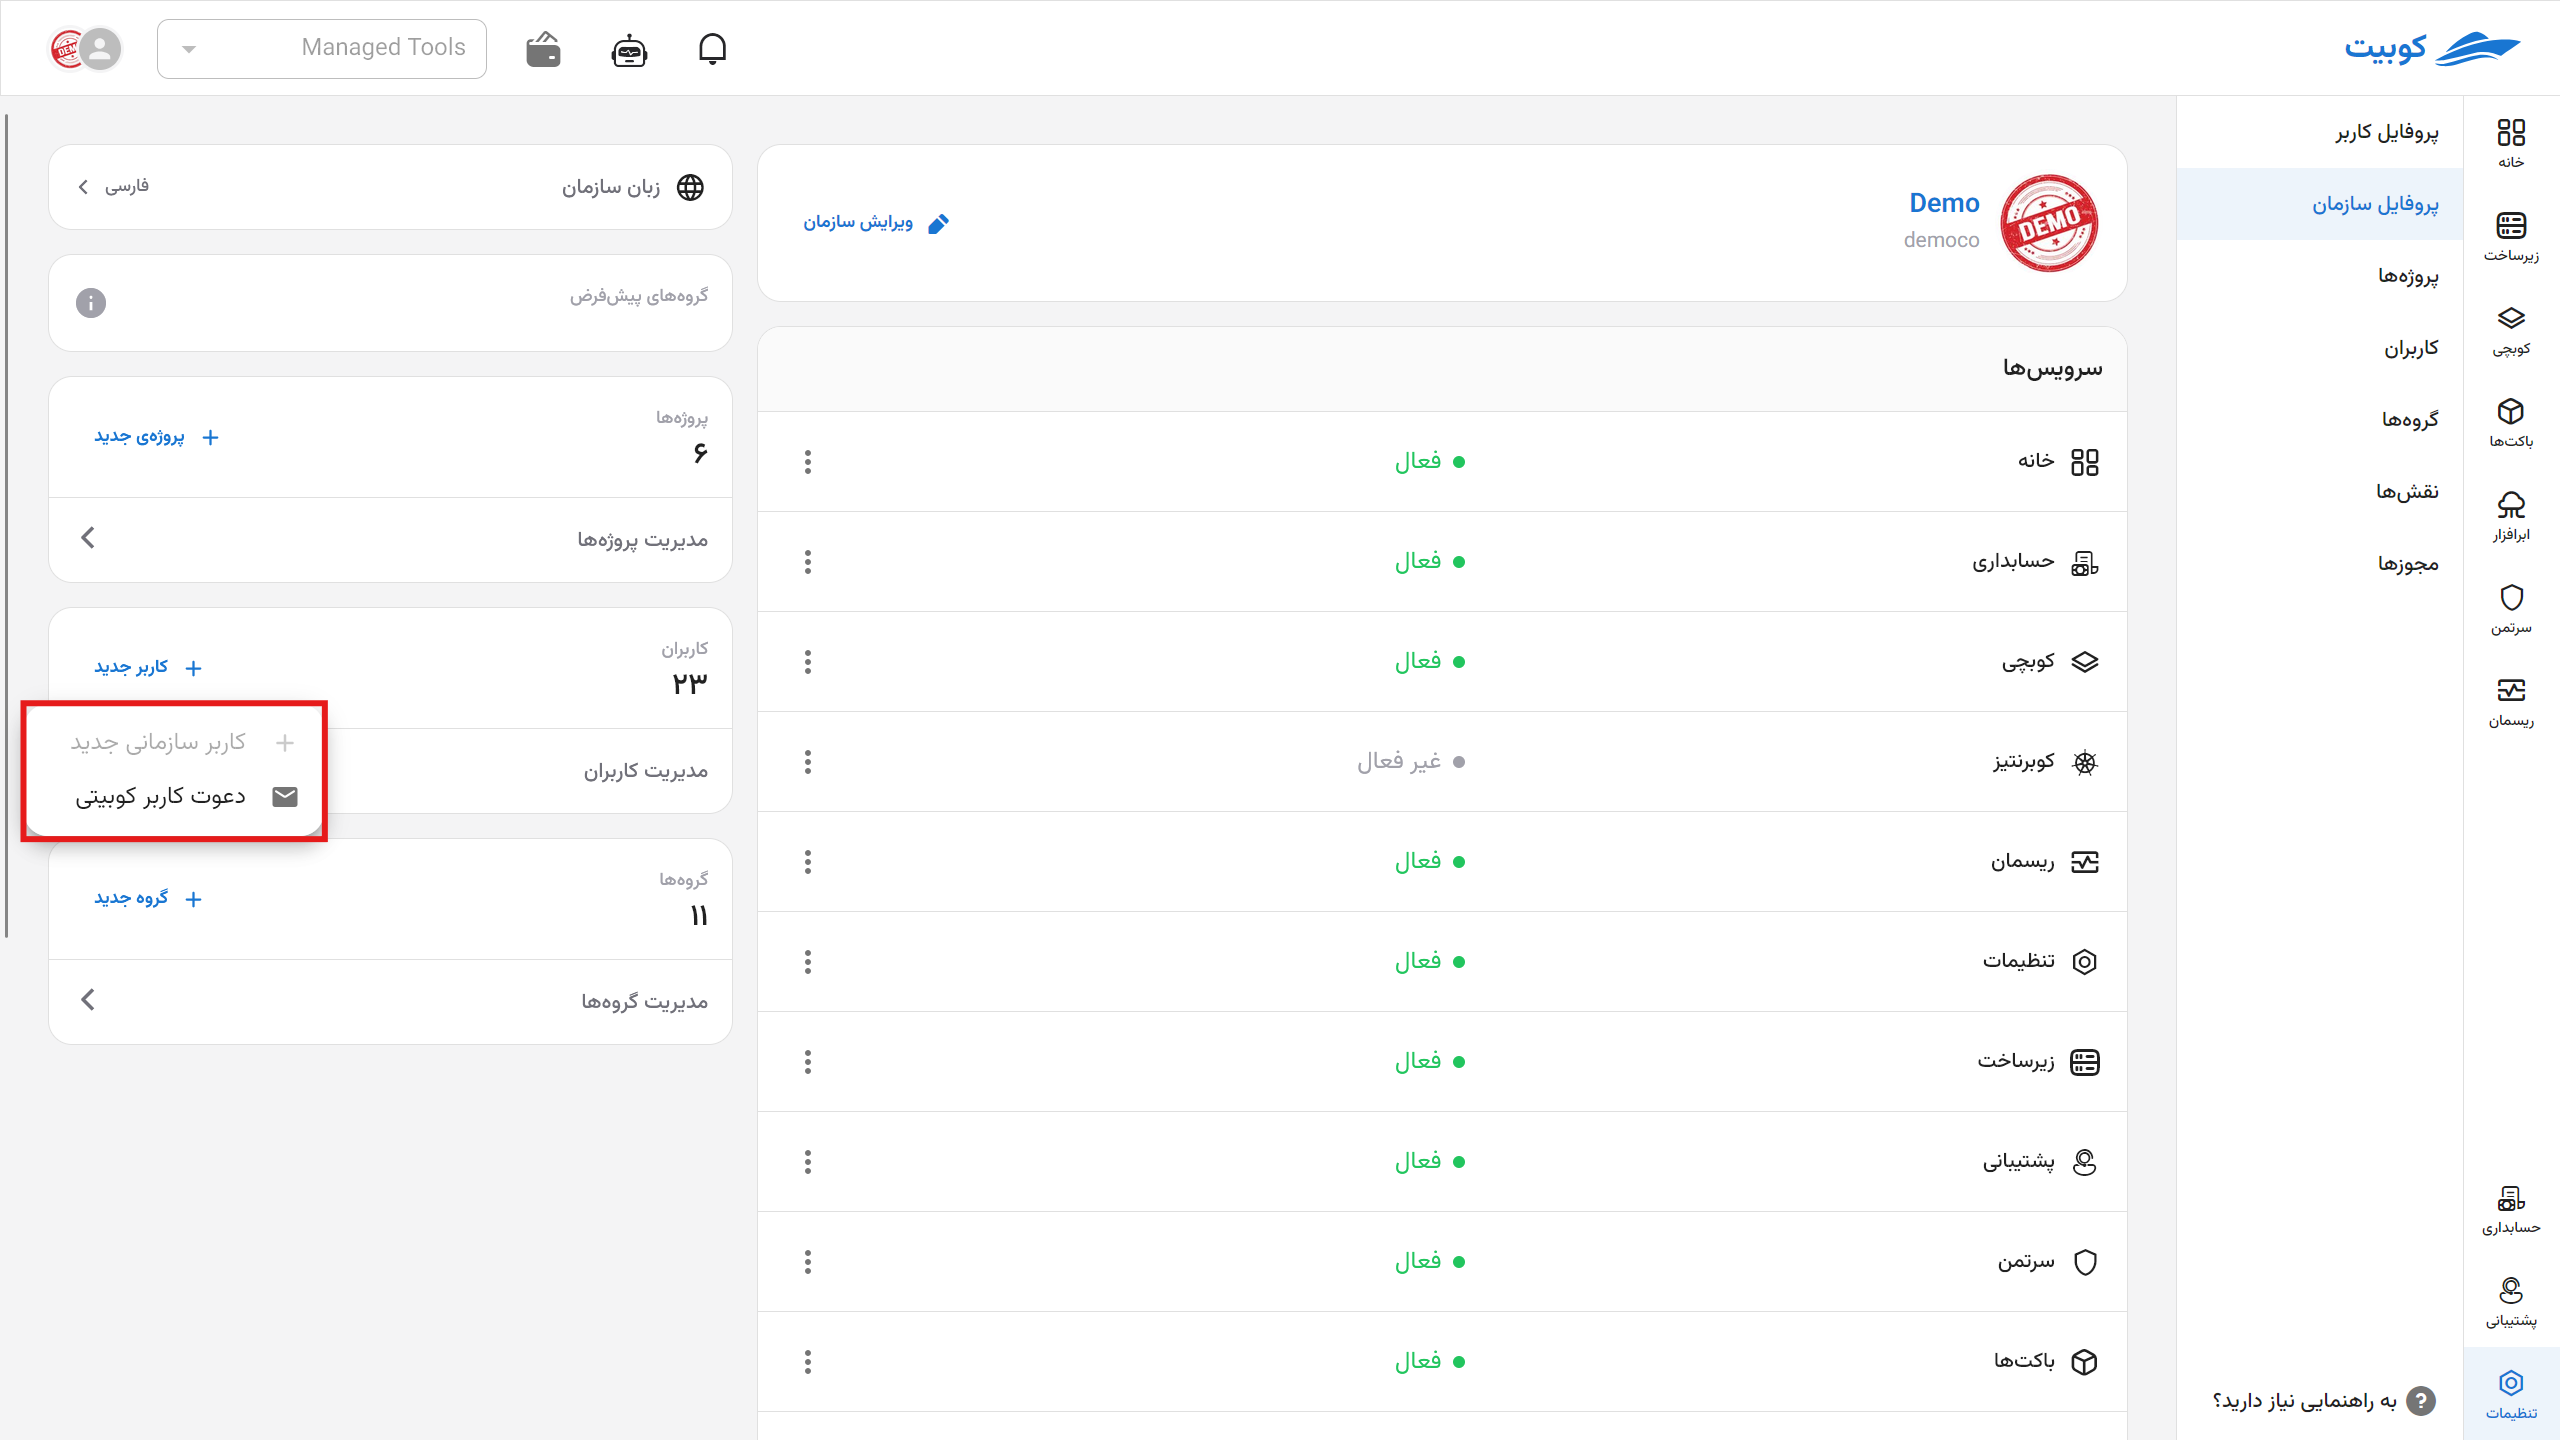 کوبیت
Managed Tools
خانه
زیرساخت
کوبچی
باکت‌ها
ابرافزار
سرتمن
ریسمان
حسابداری
پشتیبانی
تنظیمات
پروفایل کاربر
پروفایل سازمان
پروژه‌ها
کاربران
گروه‌ها
نقش‌ها
مجوزها
به راهنمایی نیاز دارید؟
Demo
democo
DEMO
ویرایش سازمان
سرویس‌ها
خانه فعال
حسابداری فعال
کوبچی فعال
کوبرنتیز غیر فعال
ریسمان فعال
تنظیمات فعال
زیرساخت فعال
پشتیبانی فعال
سرتمن فعال
باکت‌ها فعال
زبان سازمان فارسی
گروه‌های پیش‌فرض
پروژه‌ها
۶
پروژه‌ی جدید
مدیریت پروژه‌ها
کاربران
۲۳
کاربر جدید
کاربر سازمانی جدید
دعوت کاربر کوبیتی
مدیریت کاربران
گروه‌ها
۱۱
گروه جدید
مدیریت گروه‌ها